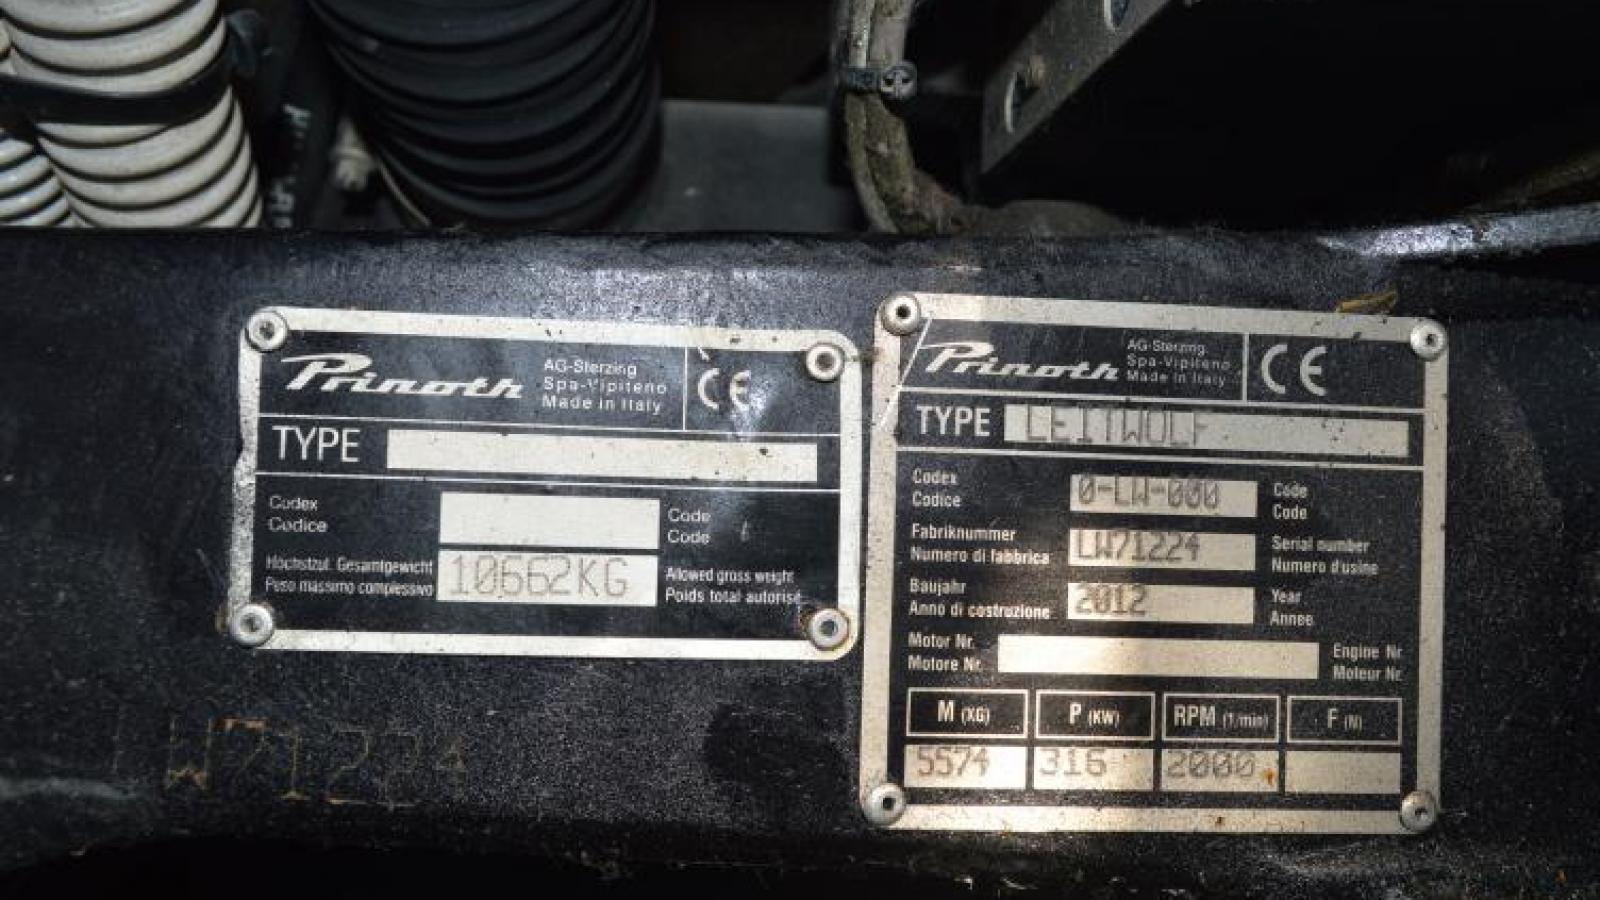 Prinoth
AG-Sterzing
Spa-Vipiteno
Made in Italy
CE
TYPE
Codex
Codice
Code
Code
Höchstzul. Gesamtgewicht
Peso massimo complessivo
10662KG
Allowed gross weight
Poids total autorisé
W71224
Prinoth
AG-Sterzing
Spa-Vipiteno
Made in Italy
CE
TYPE LEITWOLF
Codex
Codice
0-LW-000
Code
Code
Fabriknummer
Numero di fabbrica
LW71224
Serial number
Numero d'usine
Baujahr
Anno di costruzione
2012
Year
Annee
Motor Nr.
Motore Nr.
Engine Nr
Moteur Nr.
M (KG) P (KW) RPM (1/min) F (N)
5574 316 2000